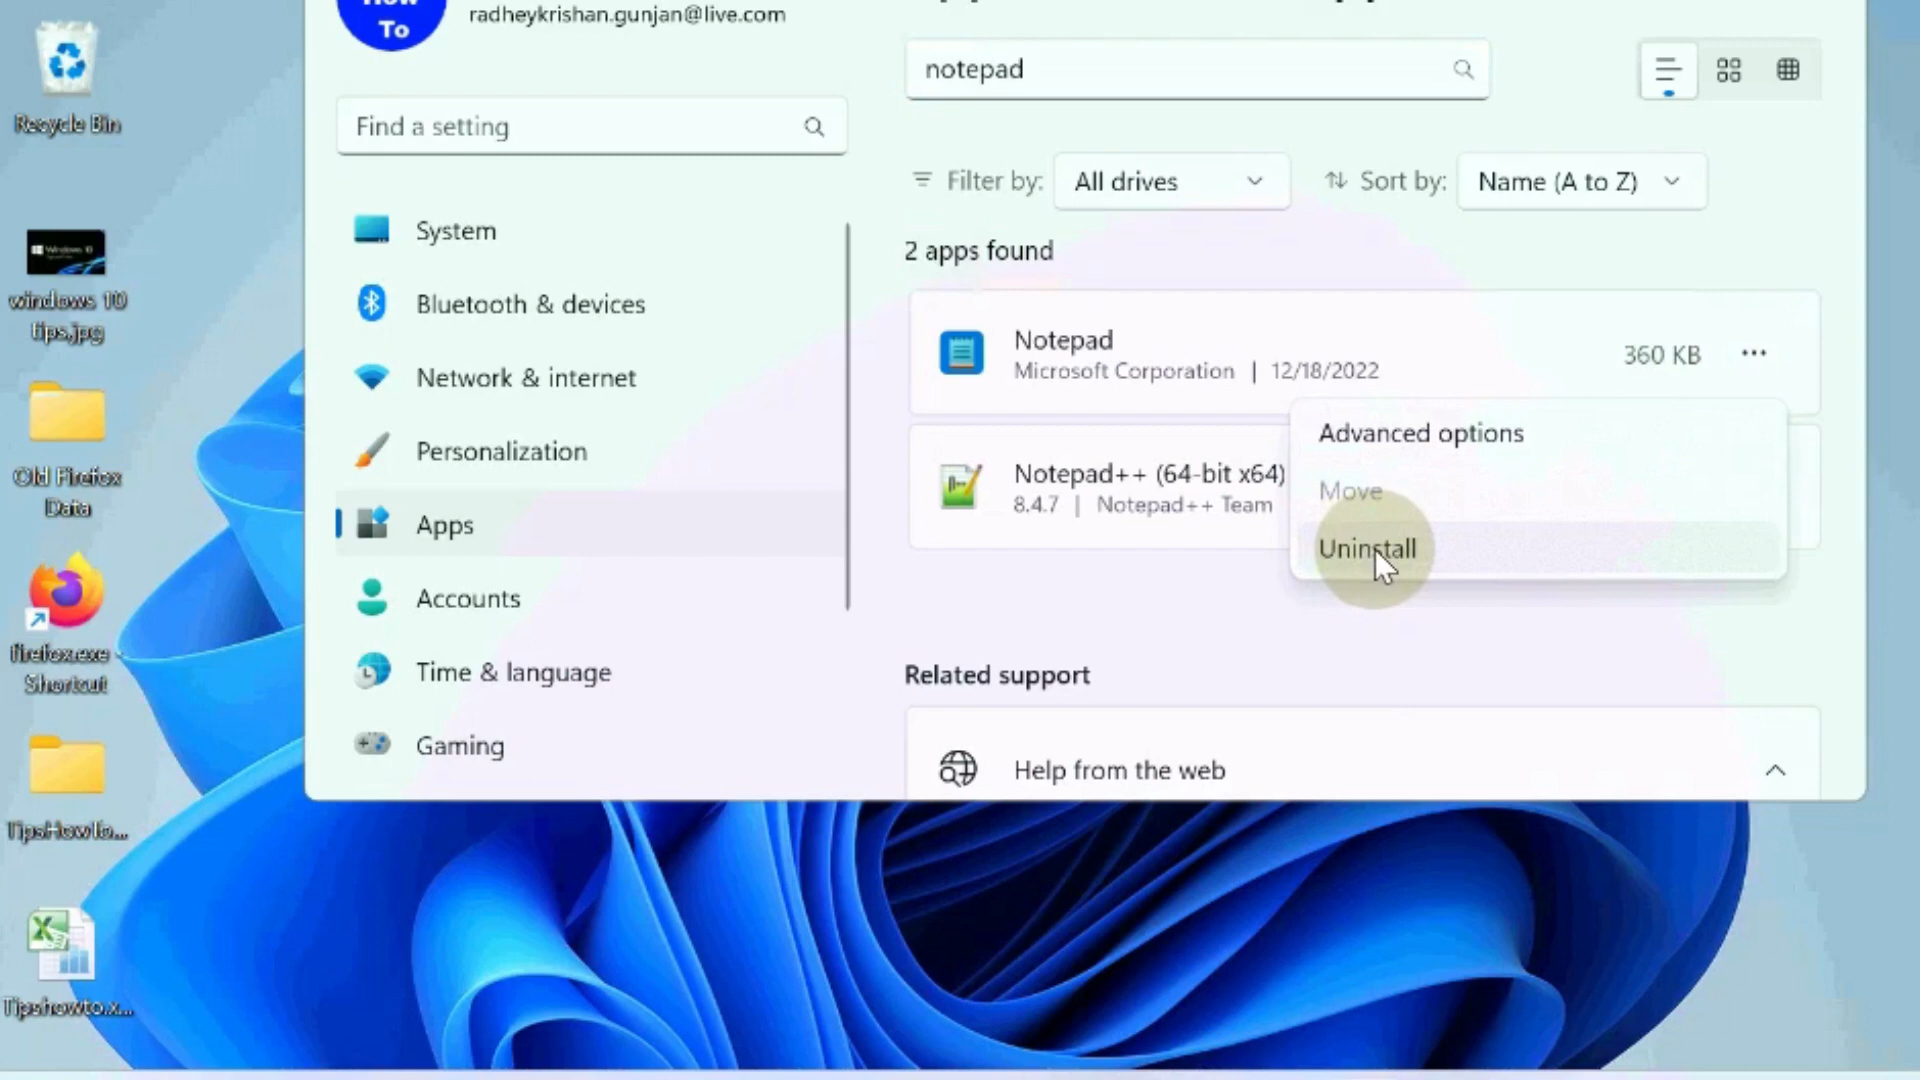 To
radheykrishan.gunjan@live.com
notepad
Find a setting
Filter by:
All drives
Sort by:
Name (A to Z)
2 apps found
System
Bluetooth & devices
Network & internet
Personalization
Apps
Accounts
Time & language
Gaming
Notepad
Microsoft Corporation | 12/18/2022
360 KB
Notepad++ (64-bit x64)
8.4.7 | Notepad++ Team
Advanced options
Move
Uninstall
Related support
Help from the web
Recycle Bin
Windows 10
windows 10
tips.jpg
Old Firefox
Data
firefox.exe -
Shortcut
TipsHowTo...
Tipshowto.x...